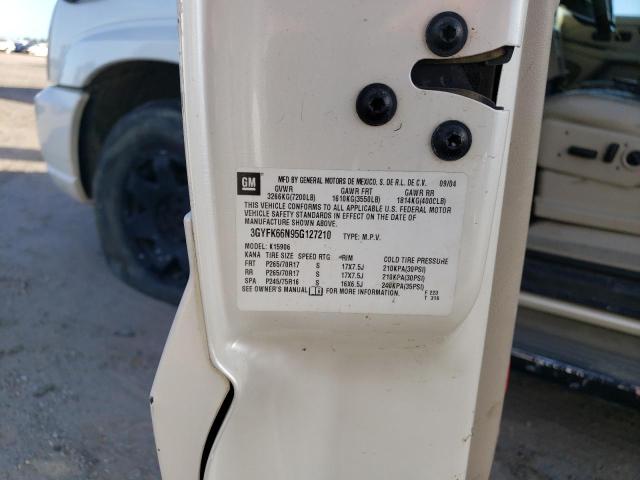 GM
MFD BY GENERAL MOTORS DE MEXICO, S. DE R.L. DE C.V. 09/04
GVWR GAWR FRT GAWR RR
3266KG(7200LB) 1610KG(3550LB) 1814KG(400CLB)
THIS VEHICLE CONFORMS TO ALL APPLICABLE U.S. FEDERAL MOTOR
VEHICLE SAFETY STANDARDS IN EFFECT ON THE DATE OF
MANUFACTURE SHOWN ABOVE.
3GYFK66N95G127210 TYPE: M.P.V.
MODEL: K15906
KANA TIRE SIZE SPEED RTG RIM COLD TIRE PRESSURE
FRT P265/70R17 S 17X7.5J 210KPA(30PSI)
RR P265/70R17 S 17X7.5J 210KPA(30PSI)
SPA P245/75R16 S 16X6.5J 240KPA(35PSI)
SEE OWNER'S MANUAL FOR MORE INFORMATION. F 223
T 316